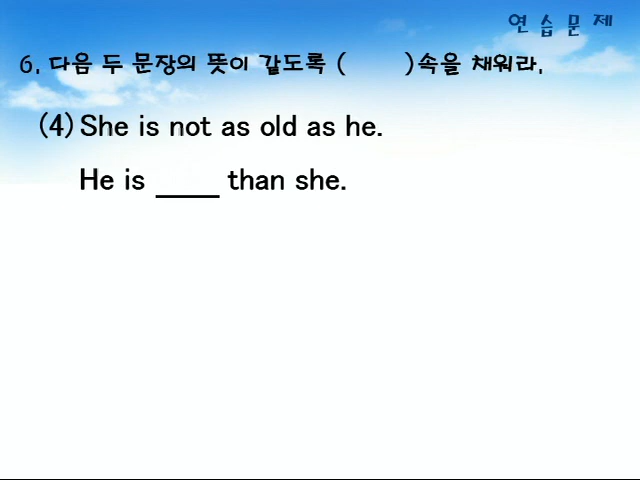 연 습 문 제
6. 다음 두 문장의 뜻이 같도록 (      )속을 채워라.
(4) She is not as old as he.
He is ____ than she.